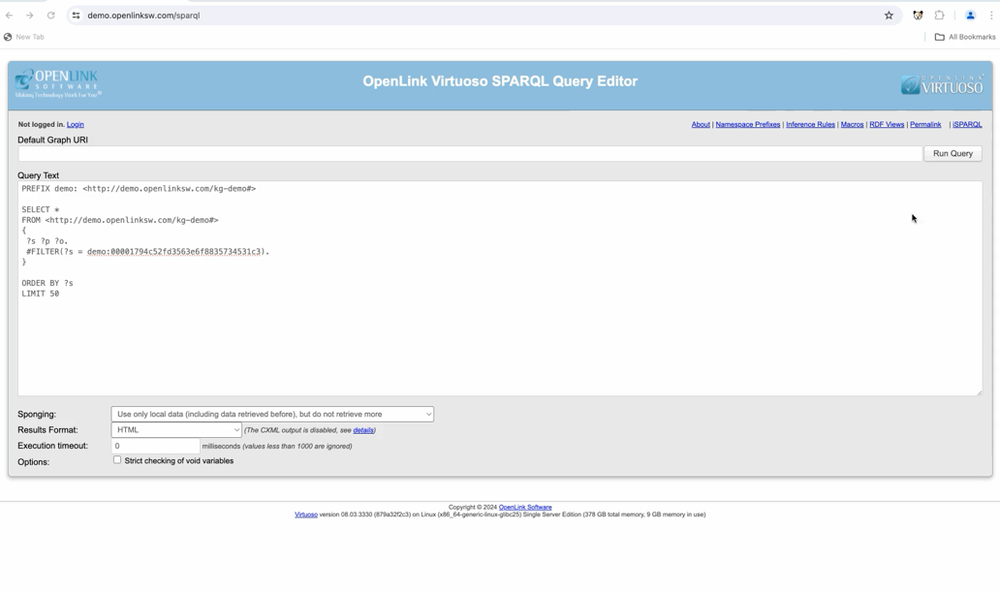 demo.openlinksw.com/sparql
New Tab
All Bookmarks
OPENLINK
SOFTWARE
Making Technology Work For You
OpenLink Virtuoso SPARQL Query Editor
OPENLINK
VIRTUOSO
Not logged in. Login
About | Namespace Prefixes | Inference Rules | Macros | RDF Views | Permalink | iSPARQL
Default Graph URI
Run Query
Query Text
PREFIX demo: <http://demo.openlinksw.com/kg-demo#>
SELECT *
FROM <http://demo.openlinksw.com/kg-demo#>
{
?s ?p ?o.
#FILTER(?s = demo:00001794c52fd3563e6f8835734531c3).
}
ORDER BY ?s
LIMIT 50
Sponging: Use only local data (including data retrieved before), but do not retrieve more
Results Format: HTML (The CXML output is disabled, see details)
Execution timeout: 0 milliseconds (values less than 1000 are ignored)
Options: Strict checking of void variables
Copyright © 2024 OpenLink Software
Virtuoso version 08.03.3330 (879a32f2c3) on Linux (x86_64-generic-linux-glibc25) Single Server Edition (378 GB total memory, 9 GB memory in use)